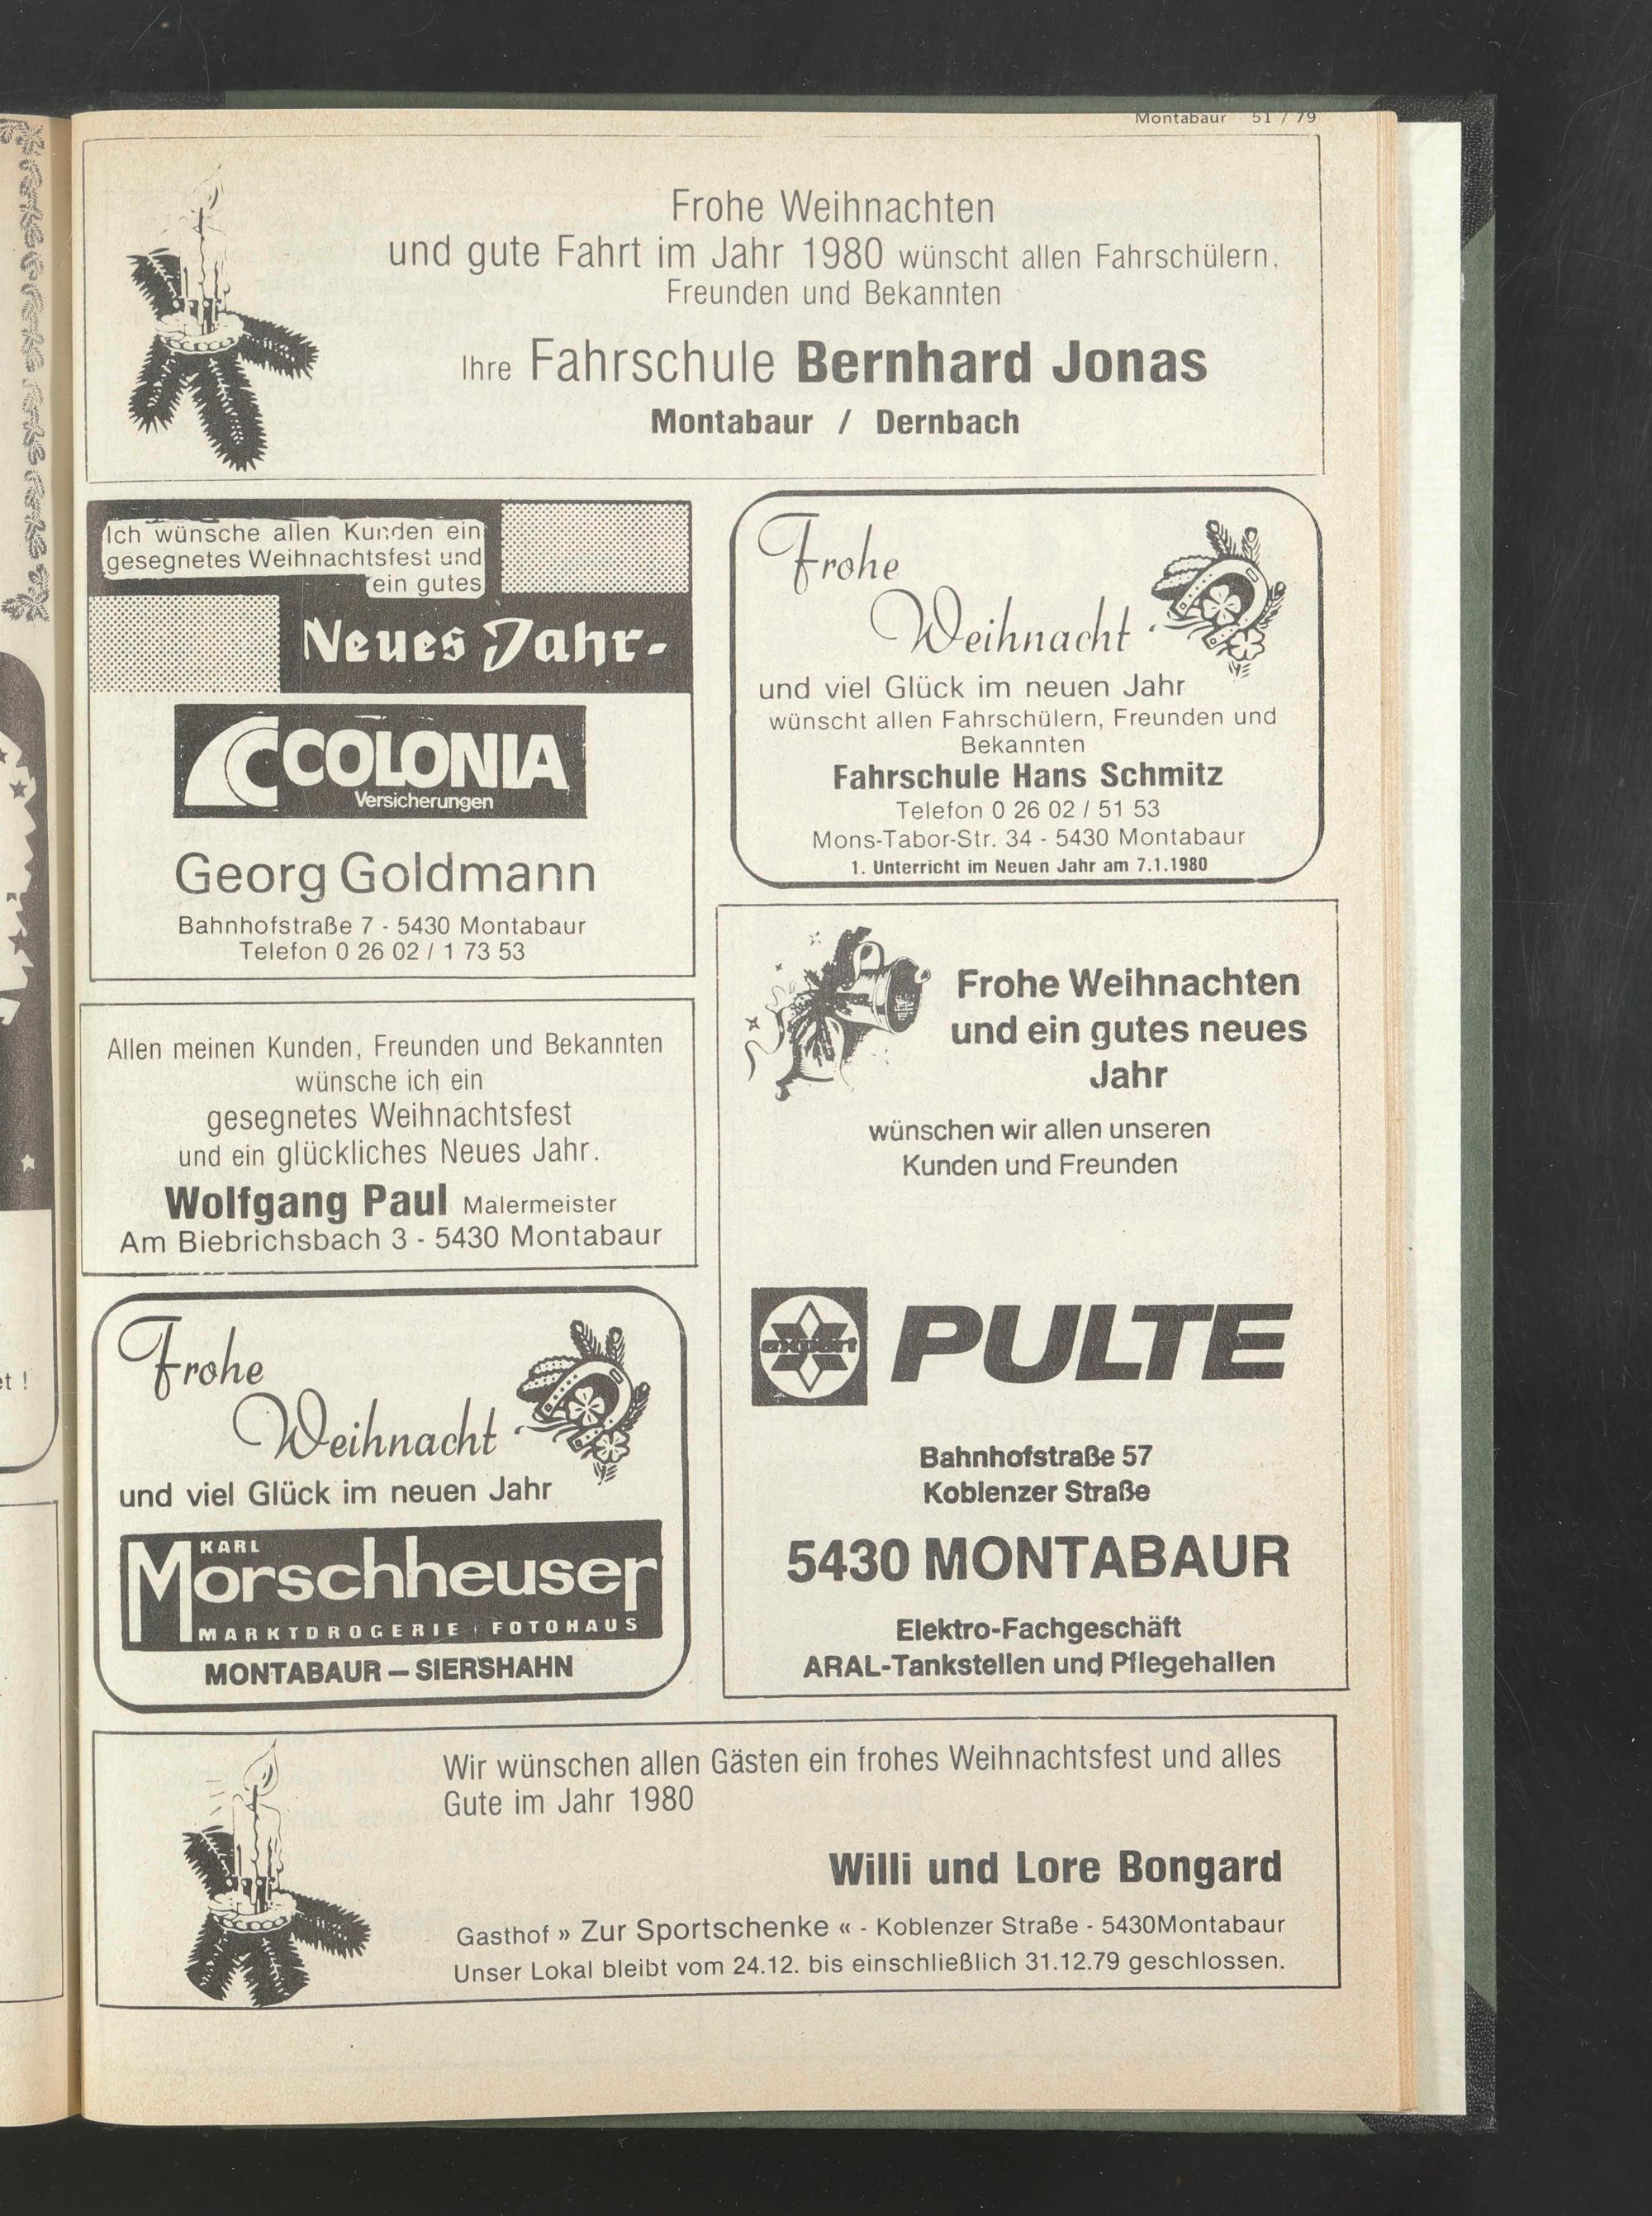 Montabaur 51 / 79
Frohe Weihnachten
und gute Fahrt im Jahr 1980 wünscht allen Fahrschülern,
Freunden und Bekannten
Ihre Fahrschule Bernhard Jonas
Montabaur / Dernbach
Ich wünsche allen Kunden ein
gesegnetes Weihnachtsfest und
ein gutes
Neues Jahr-
COLONIA
Versicherungen
Georg Goldmann
Bahnhofstraße 7 - 5430 Montabaur
Telefon 0 26 02 / 1 73 53
Frohe
Weihnacht
und viel Glück im neuen Jahr
wünscht allen Fahrschülern, Freunden und
Bekannten
Fahrschule Hans Schmitz
Telefon 0 26 02 / 51 53
Mons-Tabor-Str. 34 - 5430 Montabaur
1. Unterricht im Neuen Jahr am 7.1.1980
Allen meinen Kunden, Freunden und Bekannten
wünsche ich ein
gesegnetes Weihnachtsfest
und ein glückliches Neues Jahr.
Wolfgang Paul Malermeister
Am Biebrichsbach 3 - 5430 Montabaur
Frohe Weihnachten
und ein gutes neues
Jahr
wünschen wir allen unseren
Kunden und Freunden
expert PULTE
Bahnhofstraße 57
Koblenzer Straße
5430 MONTABAUR
Elektro-Fachgeschäft
ARAL-Tankstellen und Pflegehallen
et !
Frohe
Weihnacht
und viel Glück im neuen Jahr
KARL
Morschheuser
MARKTDROGERIE FOTOHAUS
MONTABAUR – SIERSHAHN
Wir wünschen allen Gästen ein frohes Weihnachtsfest und alles
Gute im Jahr 1980
Willi und Lore Bongard
Gasthof » Zur Sportschenke « - Koblenzer Straße - 5430Montabaur
Unser Lokal bleibt vom 24.12. bis einschließlich 31.12.79 geschlossen.